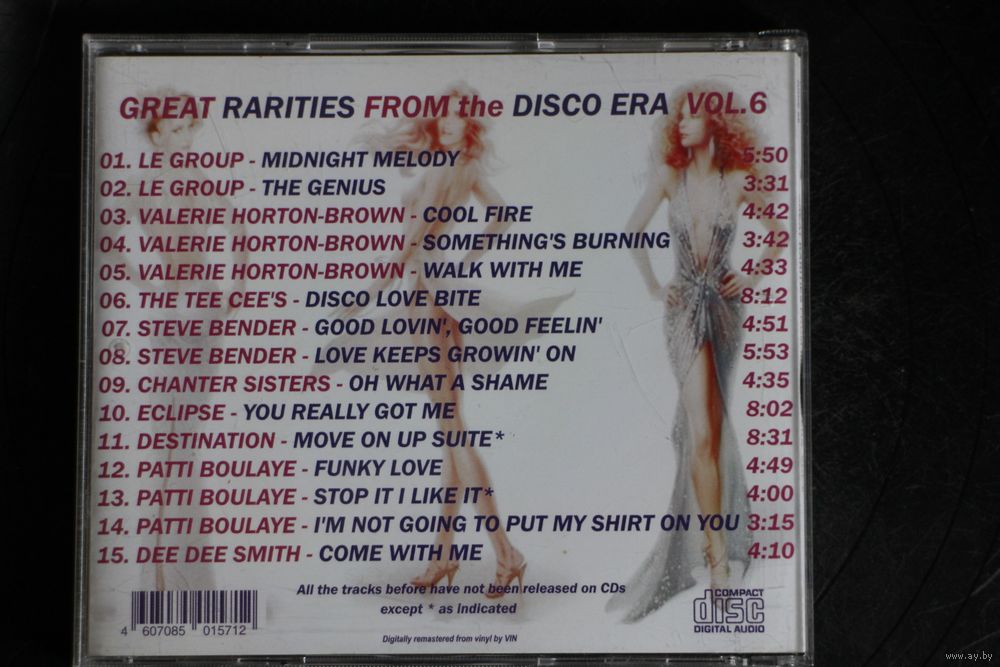 GREAT RARITIES FROM the DISCO ERA VOL.6
01. LE GROUP - MIDNIGHT MELODY 5:50
02. LE GROUP - THE GENIUS 3:31
03. VALERIE HORTON-BROWN - COOL FIRE 4:42
04. VALERIE HORTON-BROWN - SOMETHING'S BURNING 3:42
05. VALERIE HORTON-BROWN - WALK WITH ME 4:33
06. THE TEE CEE'S - DISCO LOVE BITE 8:12
07. STEVE BENDER - GOOD LOVIN', GOOD FEELIN' 4:51
08. STEVE BENDER - LOVE KEEPS GROWIN' ON 5:53
09. CHANTER SISTERS - OH WHAT A SHAME 4:35
10. ECLIPSE - YOU REALLY GOT ME 8:02
11. DESTINATION - MOVE ON UP SUITE* 8:31
12. PATTI BOULAYE - FUNKY LOVE 4:49
13. PATTI BOULAYE - STOP IT I LIKE IT* 4:00
14. PATTI BOULAYE - I'M NOT GOING TO PUT MY SHIRT ON YOU 3:15
15. DEE DEE SMITH - COME WITH ME 4:10
All the tracks before have not been released on CDs
except * as indicated
Digitally remastered from vinyl by VIN
4 607085 015712
COMPACT
disc
DIGITAL AUDIO
www.ay.by